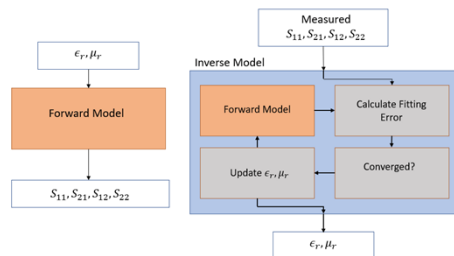 ϵᵣ, μᵣ
Forward Model
S₁₁, S₂₁, S₁₂, S₂₂
Measured
S₁₁, S₂₁, S₁₂, S₂₂
Inverse Model
Forward Model
Calculate Fitting
Error
Update ϵᵣ, μᵣ
Converged?
ϵᵣ, μᵣ